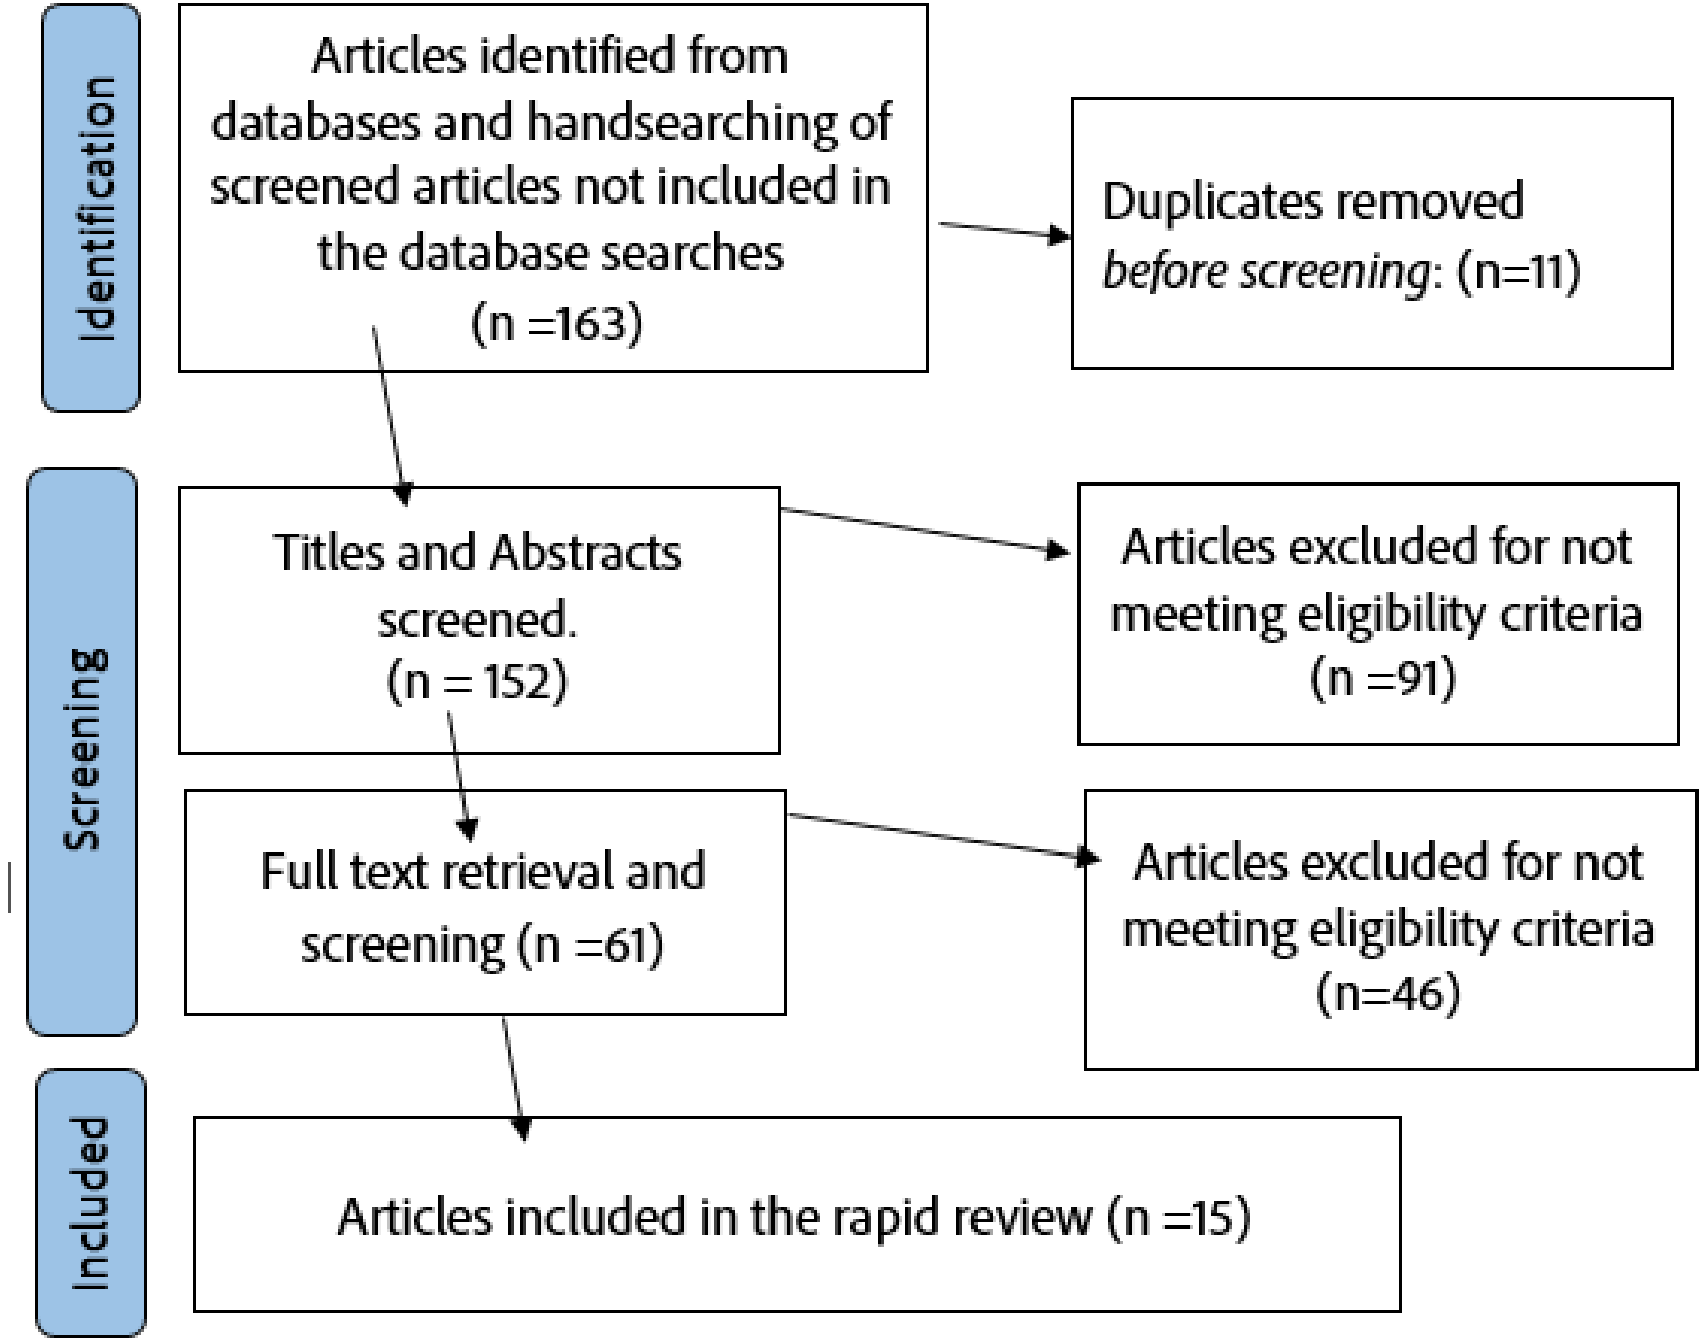 Identification
Articles identified from
databases and handsearching of
screened articles not included in
the database searches
(n =163)
Duplicates removed
before screening: (n=11)
Screening
Titles and Abstracts
screened.
(n = 152)
Articles excluded for not
meeting eligibility criteria
(n =91)
Full text retrieval and
screening (n =61)
Articles excluded for not
meeting eligibility criteria
(n=46)
Included
Articles included in the rapid review (n =15)